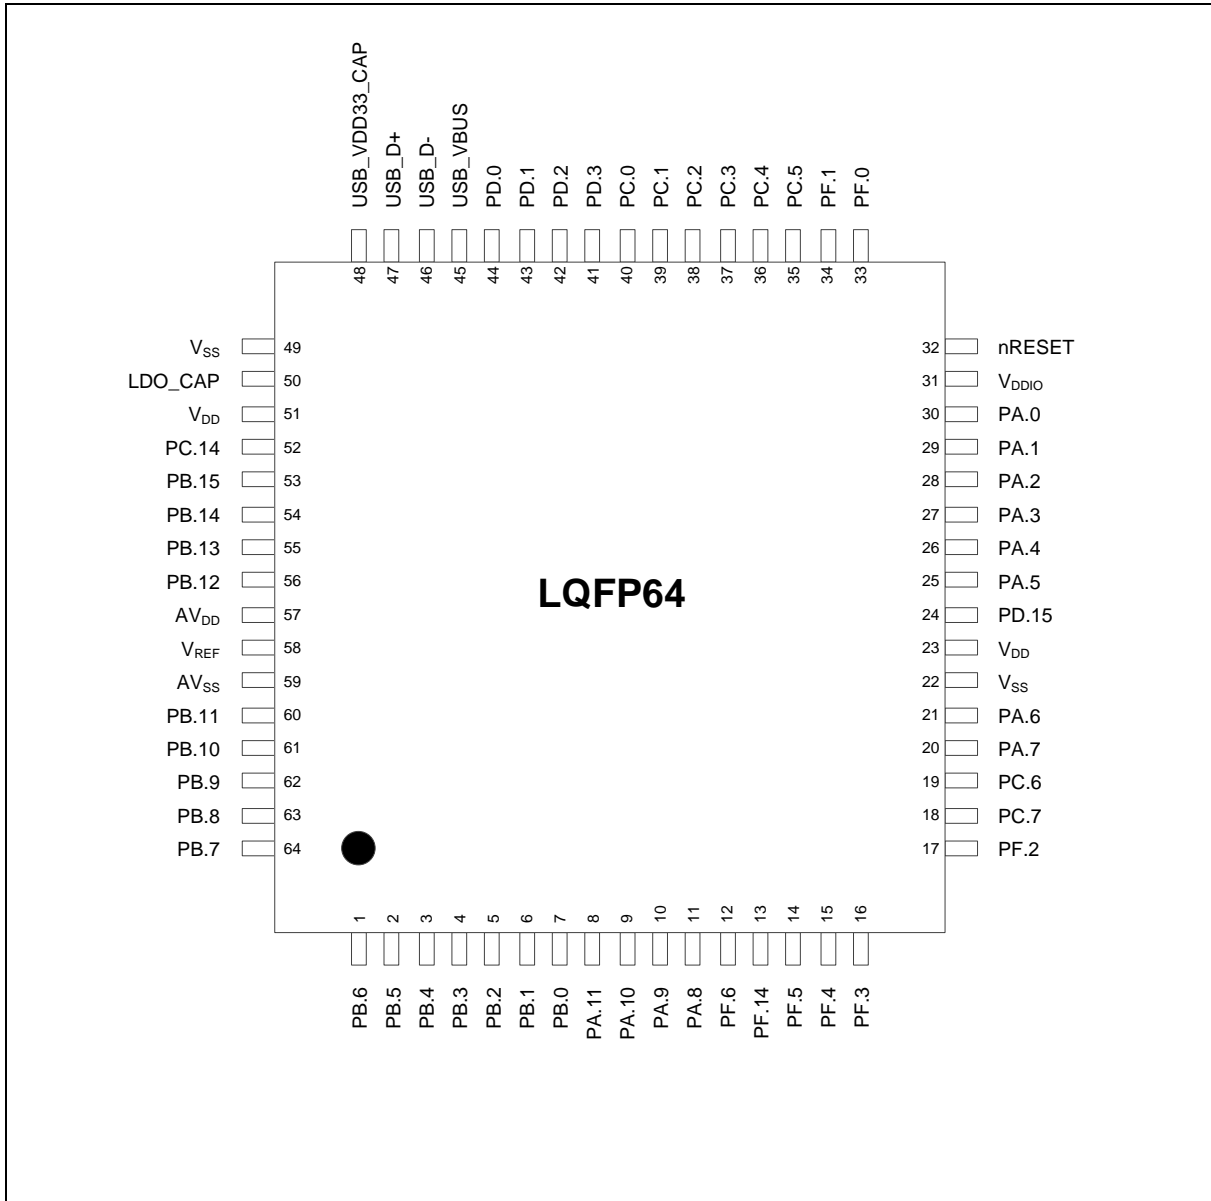 USB_VDD33_CAP
USB_D+
USB_D-
USB_VBUS
PD.0
PD.1
PD.2
PD.3
PC.0
PC.1
PC.2
PC.3
PC.4
PC.5
PF.1
PF.0
48
47
46
45
44
43
42
41
40
39
38
37
36
35
34
33
VSS 49
LDO_CAP 50
VDD 51
PC.14 52
PB.15 53
PB.14 54
PB.13 55
PB.12 56
AVDD 57
VREF 58
AVSS 59
PB.11 60
PB.10 61
PB.9 62
PB.8 63
PB.7 64
LQFP64
32 nRESET
31 VDDIO
30 PA.0
29 PA.1
28 PA.2
27 PA.3
26 PA.4
25 PA.5
24 PD.15
23 VDD
22 VSS
21 PA.6
20 PA.7
19 PC.6
18 PC.7
17 PF.2
1
2
3
4
5
6
7
8
9
10
11
12
13
14
15
16
PB.6
PB.5
PB.4
PB.3
PB.2
PB.1
PB.0
PA.11
PA.10
PA.9
PA.8
PF.6
PF.14
PF.5
PF.4
PF.3